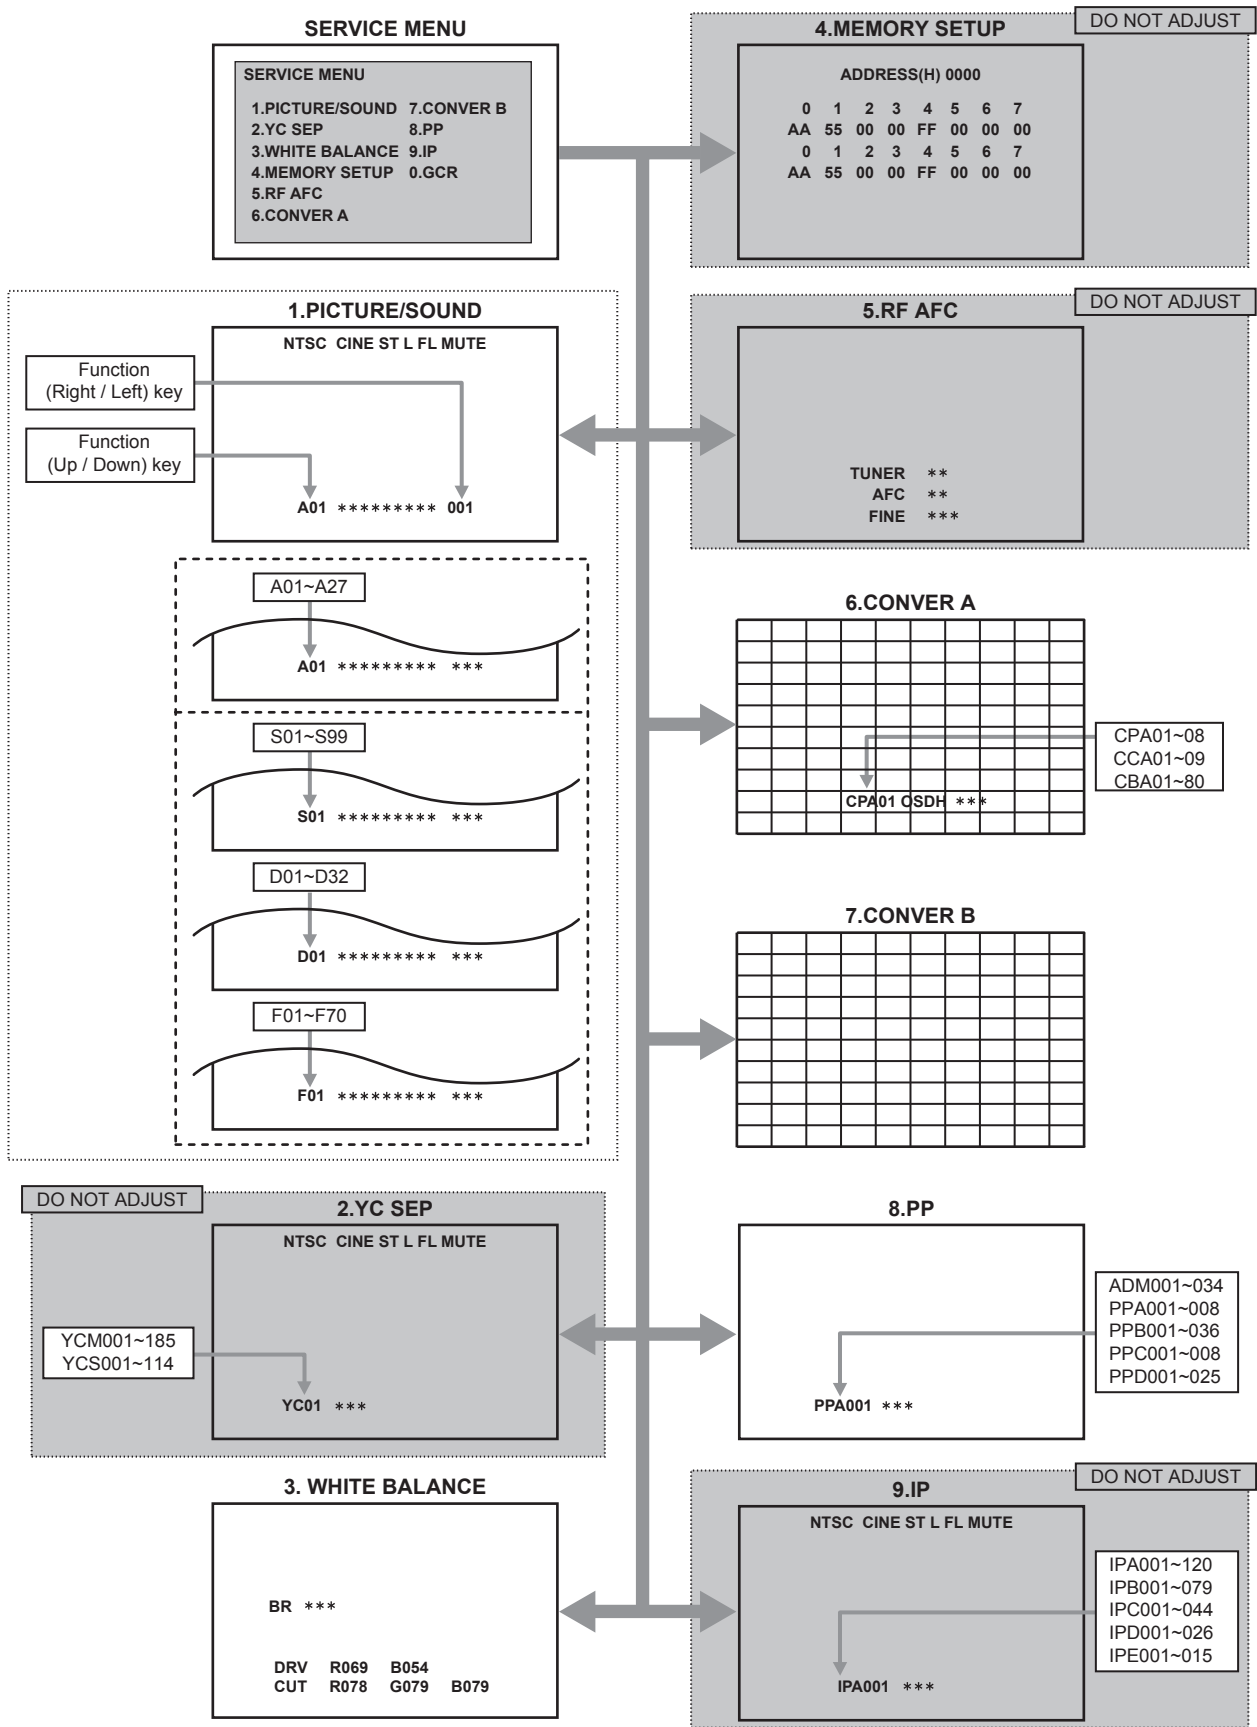 SERVICE MENU
SERVICE MENU
1.PICTURE/SOUND 7.CONVER B
2.YC SEP 8.PP
3.WHITE BALANCE 9.IP
4.MEMORY SETUP 0.GCR
5.RF AFC
6.CONVER A
DO NOT ADJUST
4.MEMORY SETUP
ADDRESS(H) 0000
0 1 2 3 4 5 6 7
AA 55 00 00 FF 00 00 00
0 1 2 3 4 5 6 7
AA 55 00 00 FF 00 00 00
1.PICTURE/SOUND
NTSC CINE ST L FL MUTE
Function
(Right / Left) key
Function
(Up / Down) key
A01 ********* 001
A01~A27
A01 ********* ***
S01~S99
S01 ********* ***
D01~D32
D01 ********* ***
F01~F70
F01 ********* ***
DO NOT ADJUST
5.RF AFC
TUNER **
AFC **
FINE ***
6.CONVER A
CPA01 OSDH ***
CPA01~08
CCA01~09
CBA01~80
7.CONVER B
DO NOT ADJUST
2.YC SEP
NTSC CINE ST L FL MUTE
YCM001~185
YCS001~114
YC01 ***
8.PP
ADM001~034
PPA001~008
PPB001~036
PPC001~008
PPD001~025
PPA001 ***
3. WHITE BALANCE
BR ***
DRV R069 B054
CUT R078 G079 B079
DO NOT ADJUST
9.IP
NTSC CINE ST L FL MUTE
IPA001~120
IPB001~079
IPC001~044
IPD001~026
IPE001~015
IPA001 ***